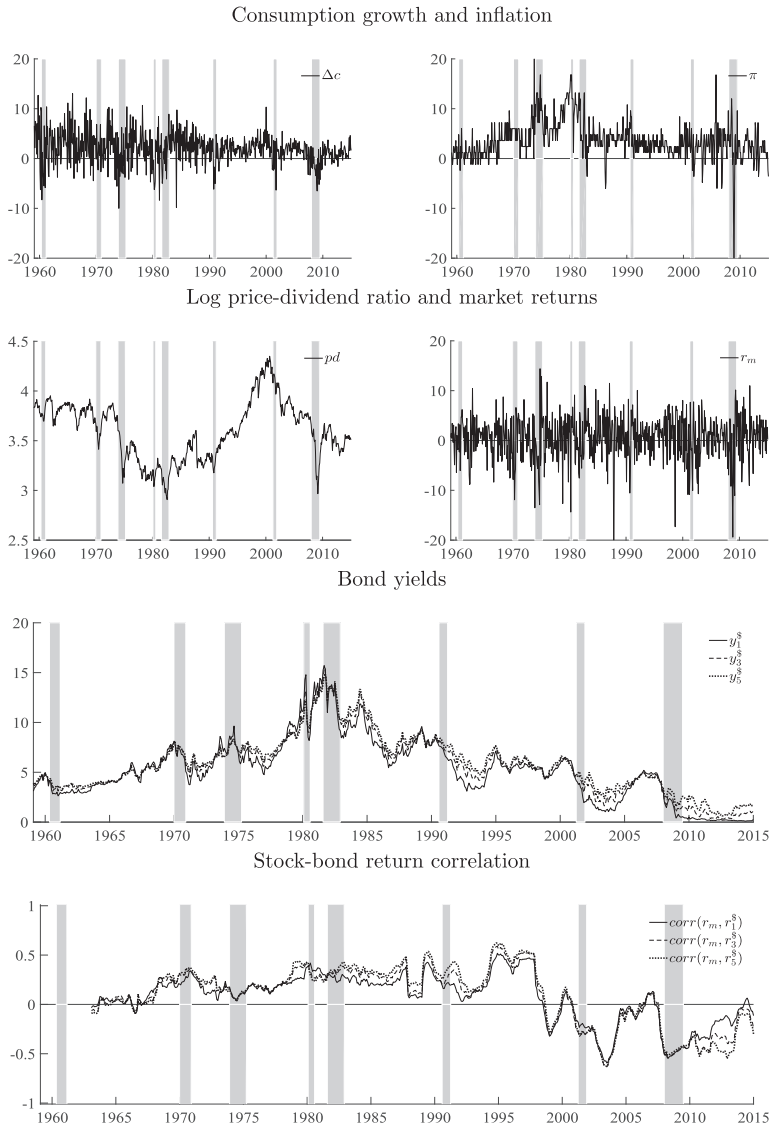 Consumption growth and inflation
20
10
0
-10
-20
1960 1970 1980 1990 2000 2010
Δc
20
10
0
-10
-20
1960 1970 1980 1990 2000 2010
π
Log price-dividend ratio and market returns
4.5
4
3.5
3
2.5
1960 1970 1980 1990 2000 2010
pd
20
10
0
-10
-20
1960 1970 1980 1990 2000 2010
r_m
Bond yields
20
15
10
5
0
1960 1965 1970 1975 1980 1985 1990 1995 2000 2005 2010 2015
y_1^$
y_3^$
y_5^$
Stock-bond return correlation
1
0.5
0
-0.5
-1
1960 1965 1970 1975 1980 1985 1990 1995 2000 2005 2010 2015
corr(r_m, r_1^$)
corr(r_m, r_3^$)
corr(r_m, r_5^$)